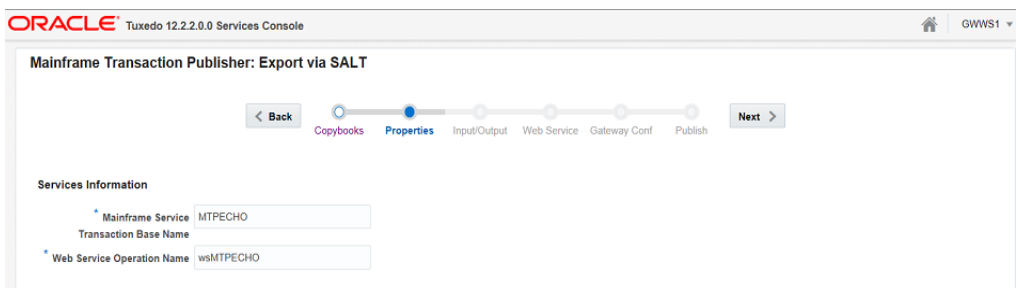 ORACLE® Tuxedo 12.2.2.0.0 Services Console GWWS1
Mainframe Transaction Publisher: Export via SALT
< Back Next >
Copybooks Properties Input/Output Web Service Gateway Conf Publish
Services Information
* Mainframe Service MTPECHO
Transaction Base Name
* Web Service Operation Name wsMTPECHO